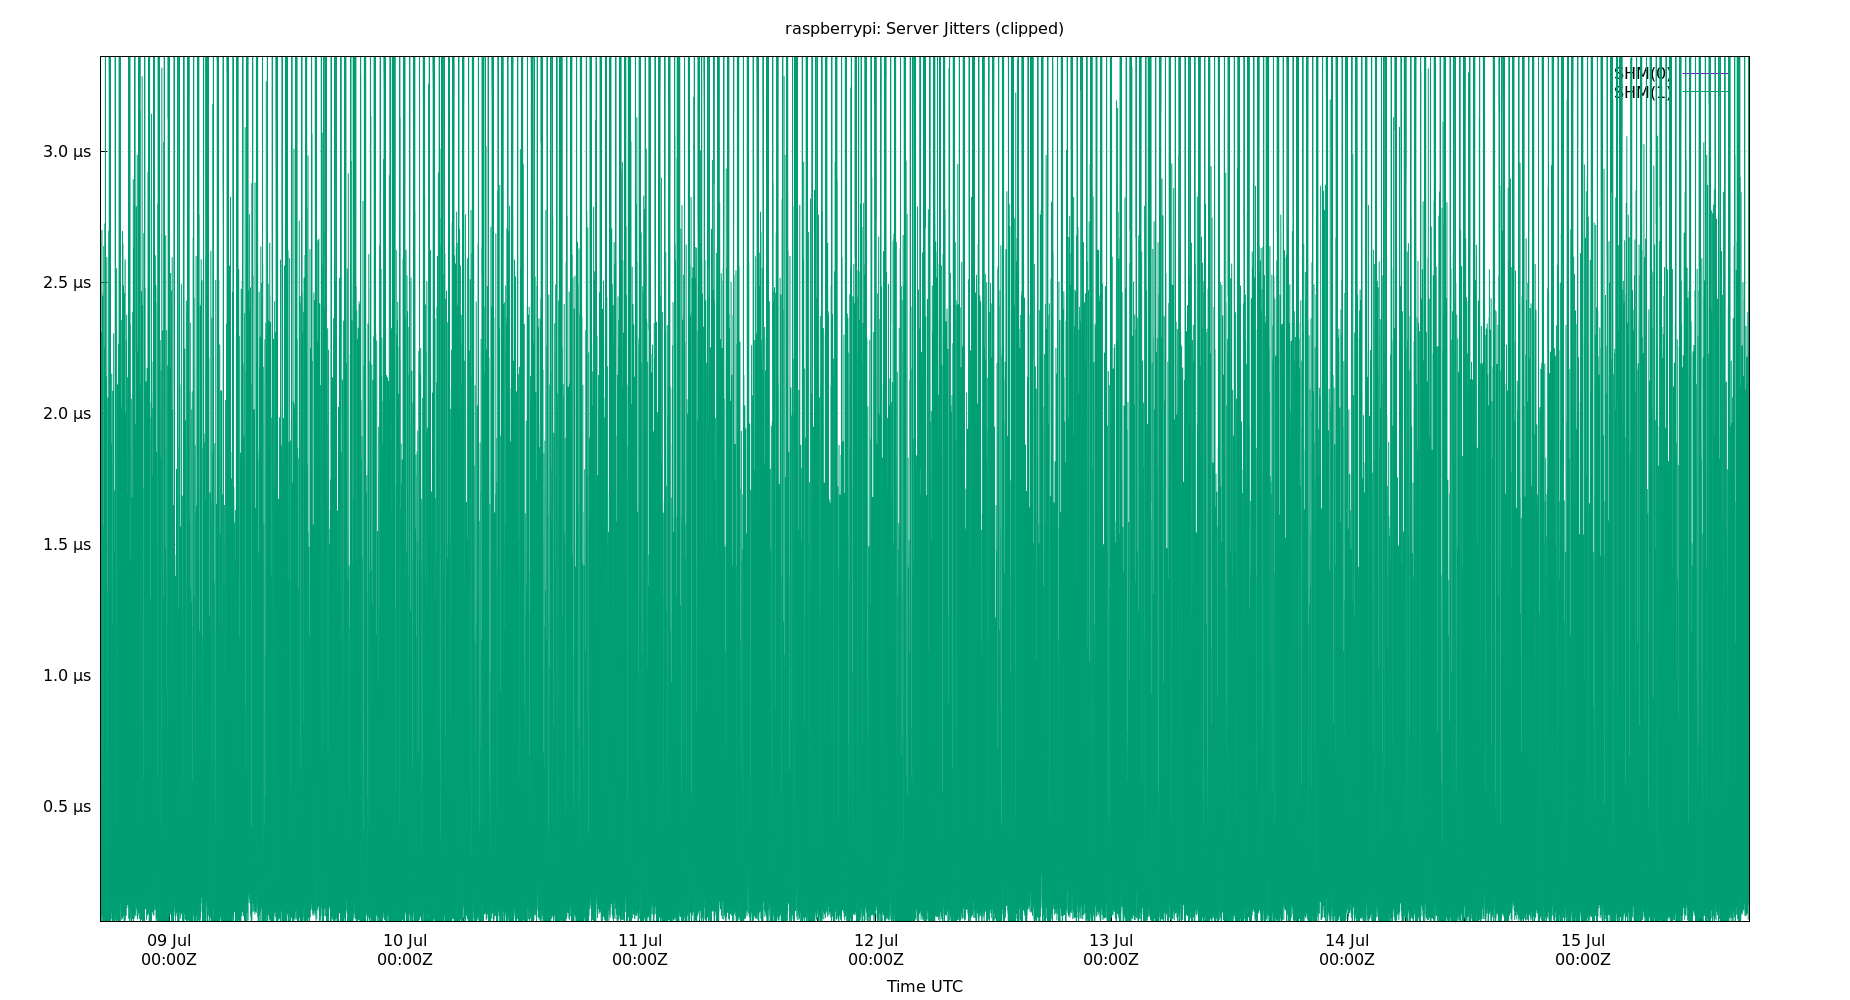 raspberrypi: Server Jitters (clipped)
SHM(0)
SHM(1)
3.0 µs
2.5 µs
2.0 µs
1.5 µs
1.0 µs
0.5 µs
09 Jul 10 Jul 11 Jul 12 Jul 13 Jul 14 Jul 15 Jul
00:00Z 00:00Z 00:00Z 00:00Z 00:00Z 00:00Z 00:00Z
Time UTC